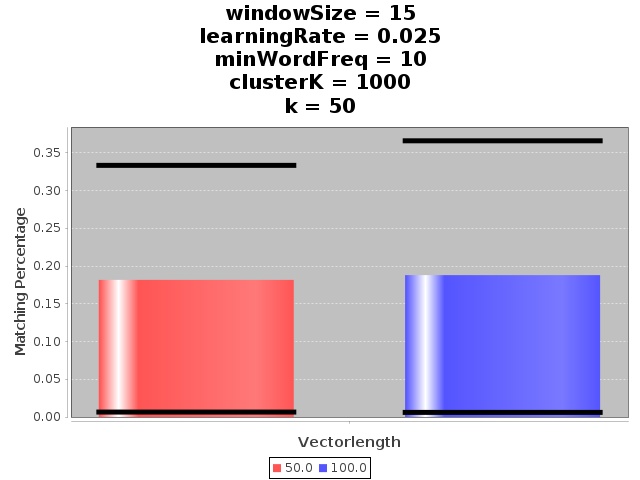 windowSize = 15
learningRate = 0.025
minWordFreq = 10
clusterK = 1000
k = 50
0.35
0.30
0.25
0.20
0.15
0.10
0.05
0.00
Matching Percentage
Vectorlength
50.0 100.0